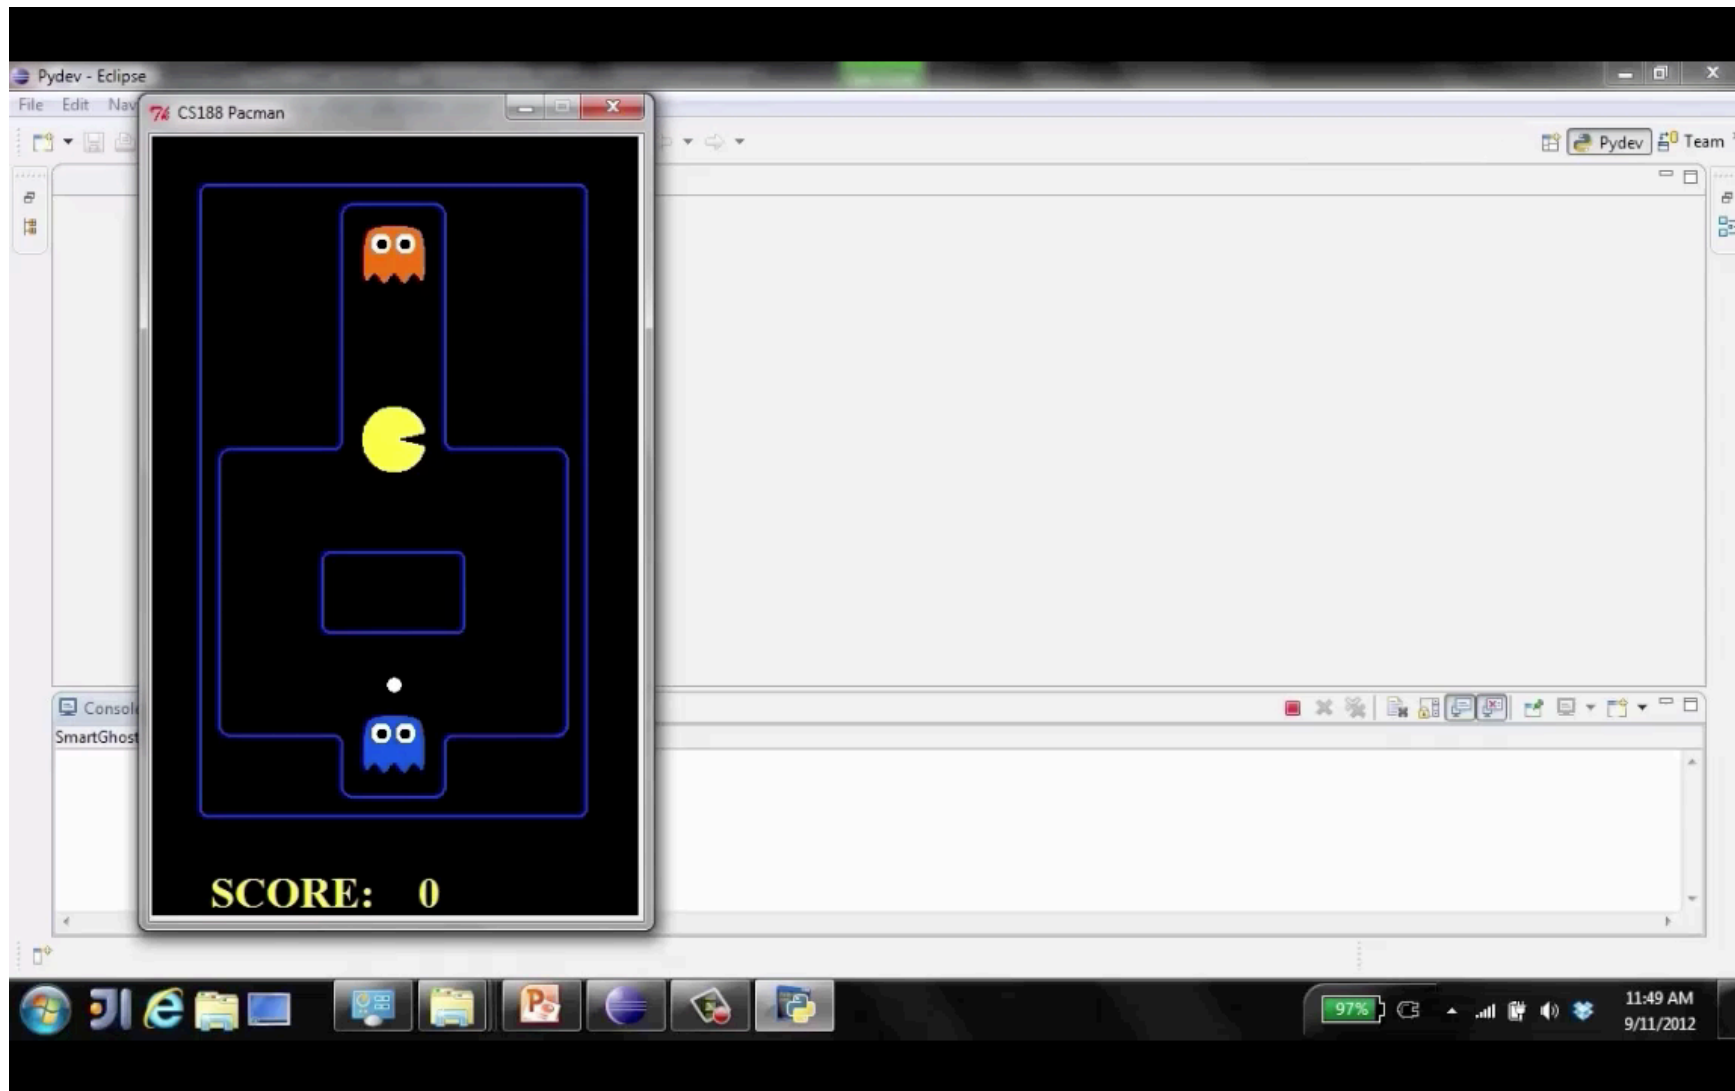 Pydev - Eclipse
File Edit Nav
CS188 Pacman
Pydev
Team
Consol
SmartGhost
SCORE: 0
97%
11:49 AM
9/11/2012